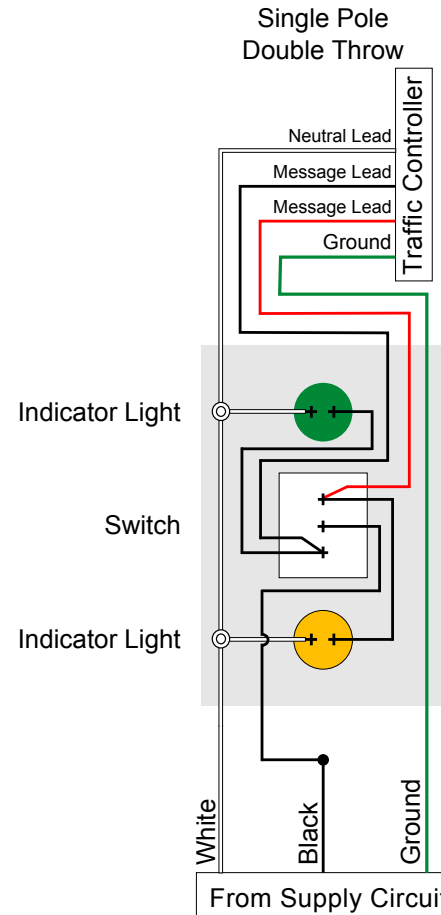 Single Pole
Double Throw
Neutral Lead
Message Lead
Message Lead
Ground
Traffic Controller
Indicator Light
Switch
Indicator Light
White
Black
Ground
From Supply Circuit